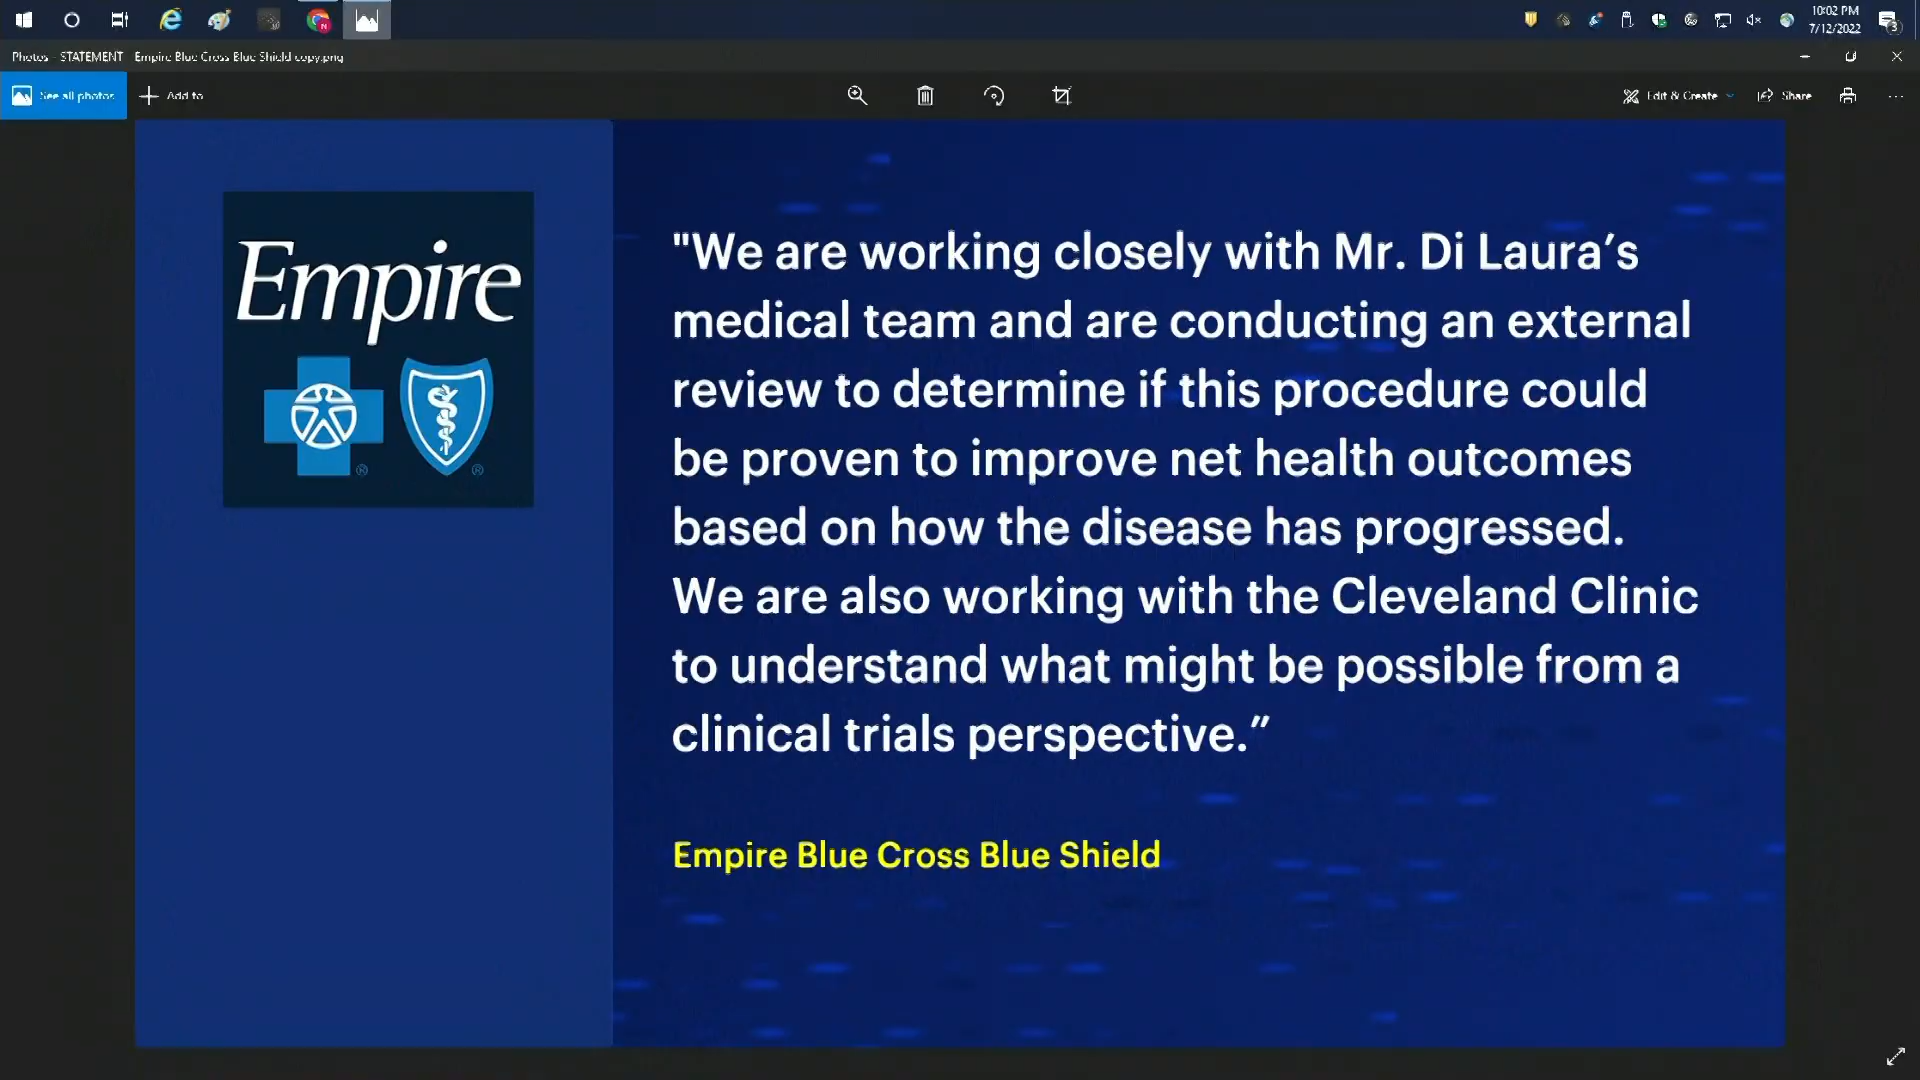 10:02 PM
7/12/2022
3
Photos - STATEMENT Empire Blue Cross Blue Shield copy.png
See all photos
Add to
Edit & Create
Share
Empire
®
®
"We are working closely with Mr. Di Laura’s
medical team and are conducting an external
review to determine if this procedure could
be proven to improve net health outcomes
based on how the disease has progressed.
We are also working with the Cleveland Clinic
to understand what might be possible from a
clinical trials perspective.”
Empire Blue Cross Blue Shield